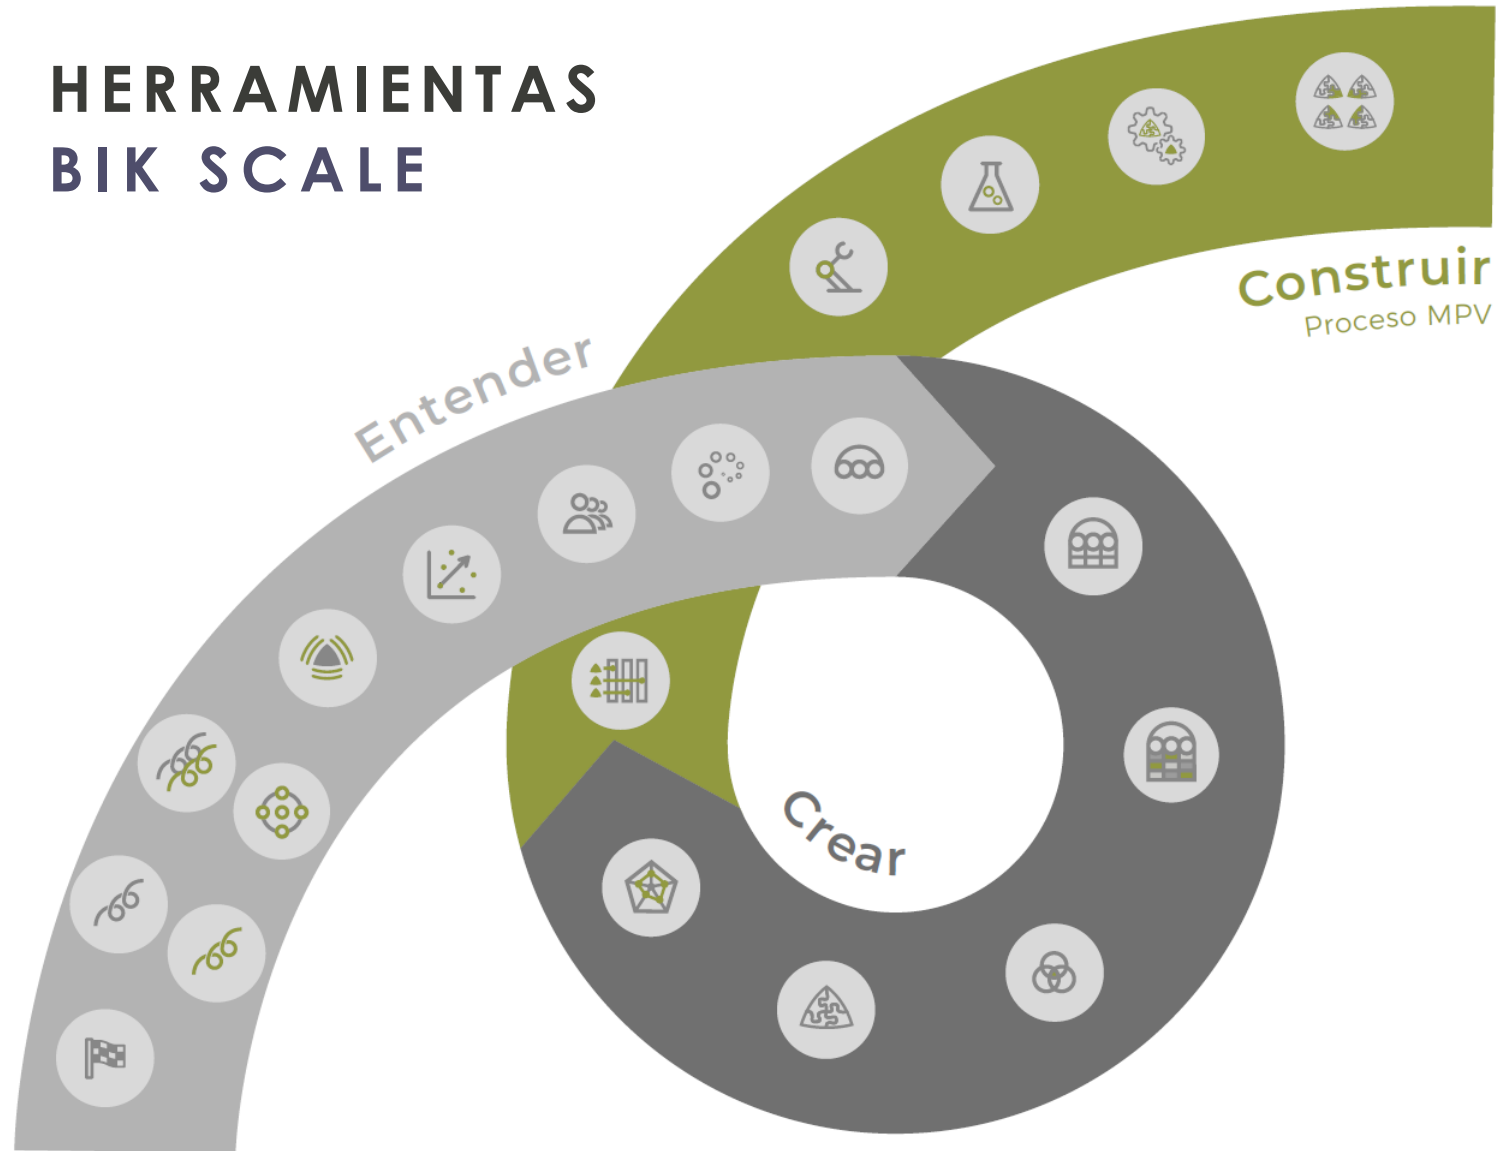 HERRAMIENTAS
BIK SCALE
Construir
Proceso MPV
Entender
Crear